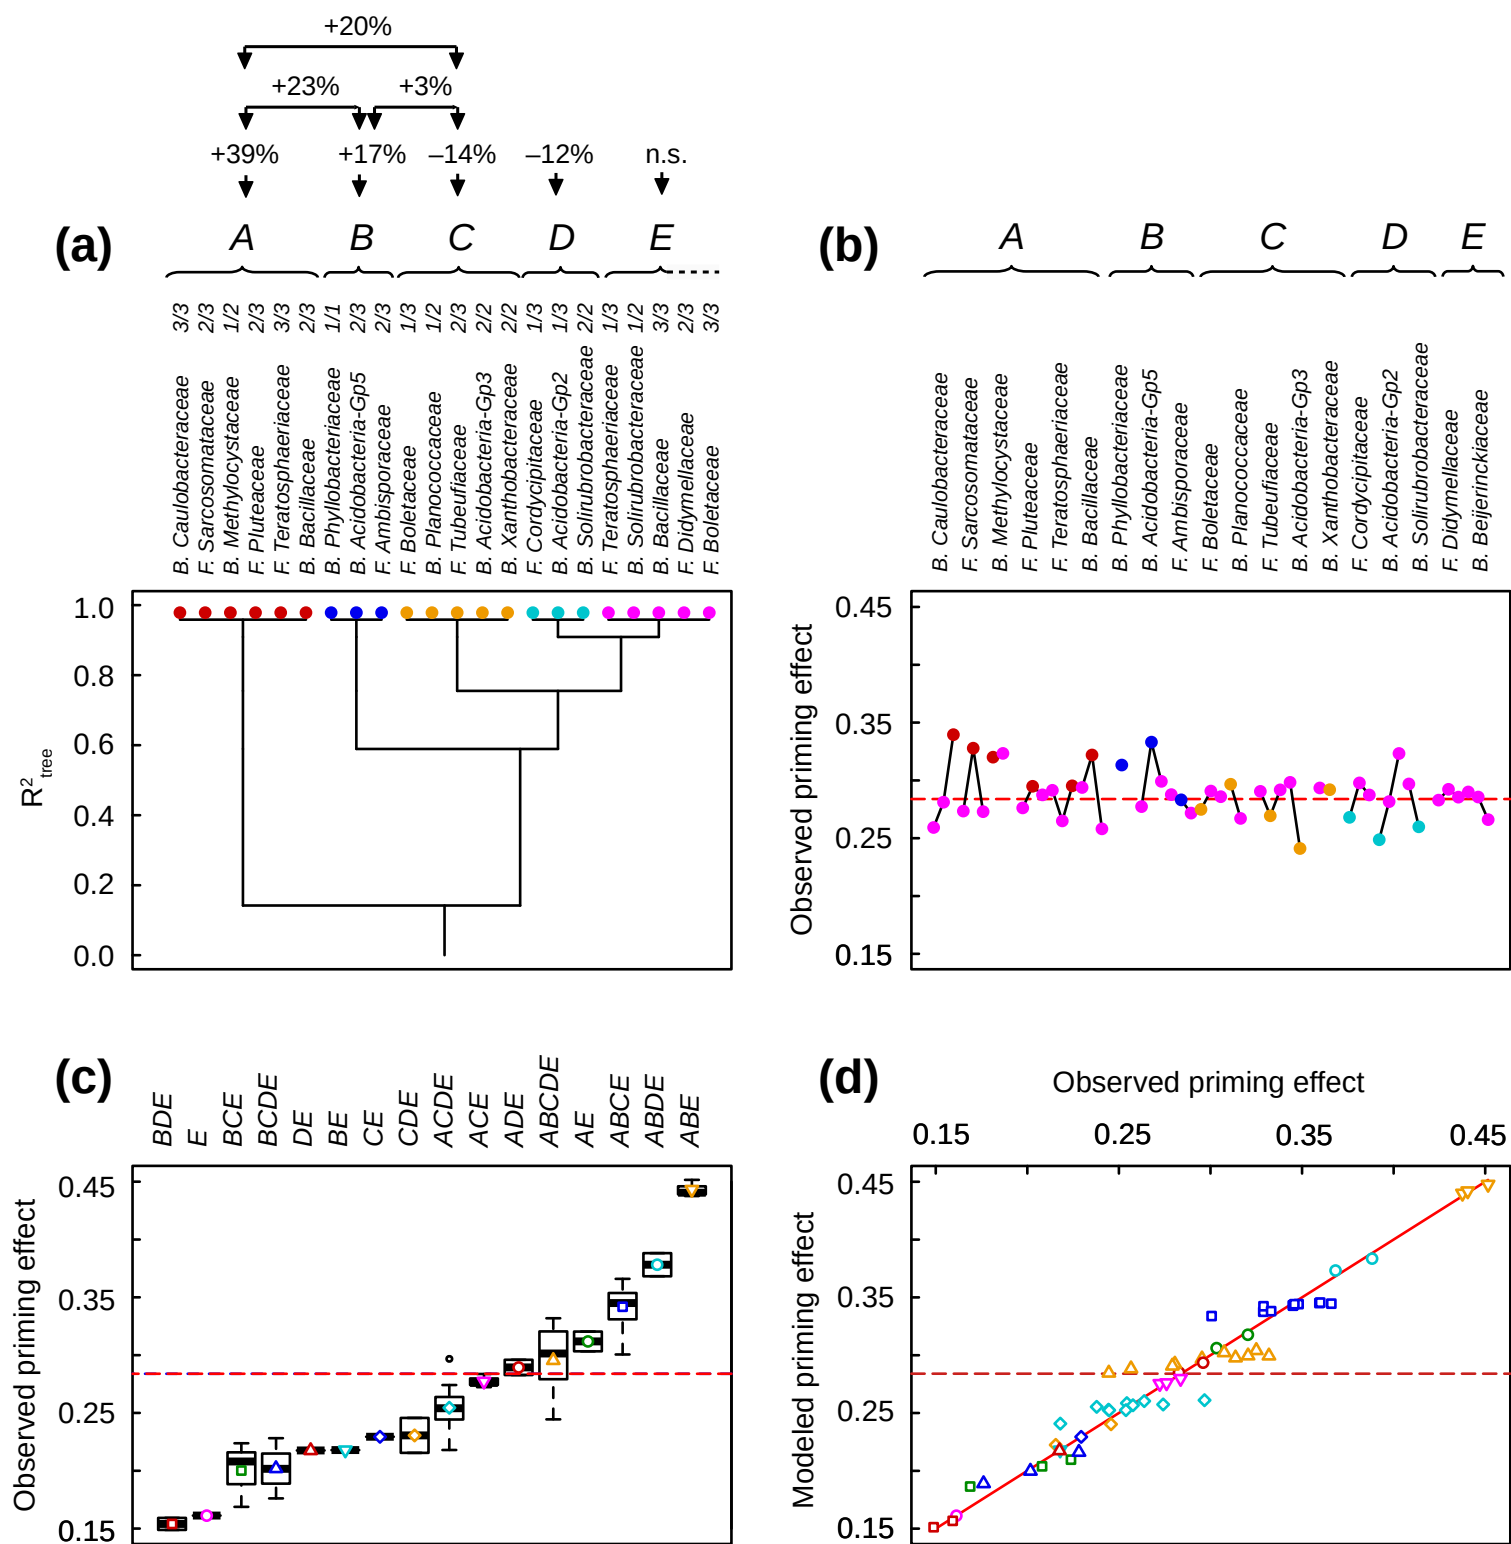 +20%
+23% +3%
+39% +17% –14% –12% n.s.
(a) A B C D E
3/3 2/3 1/2 2/3 3/3 2/3 1/1 2/3 2/3 1/3 1/2 2/3 2/2 2/2 1/3 1/3 2/2 1/3 1/2 3/3 2/3 3/3
B. Caulobacteraceae
F. Sarcosomataceae
B. Methylocystaceae
F. Pluteaceae
F. Teratosphaeriaceae
B. Bacillaceae
B. Phyllobacteriaceae
B. Acidobacteria-Gp5
F. Ambisporaceae
F. Boletaceae
B. Planococcaceae
F. Tubeufiaceae
B. Acidobacteria-Gp3
B. Xanthobacteraceae
F. Cordycipitaceae
B. Acidobacteria-Gp2
B. Solirubrobacteraceae
F. Teratosphaeriaceae
B. Solirubrobacteraceae
B. Bacillaceae
F. Didymellaceae
F. Boletaceae
R²tree
1.0
0.8
0.6
0.4
0.2
0.0
(b) A B C D E
B. Caulobacteraceae
F. Sarcosomataceae
B. Methylocystaceae
F. Pluteaceae
F. Teratosphaeriaceae
B. Bacillaceae
B. Phyllobacteriaceae
B. Acidobacteria-Gp5
F. Ambisporaceae
F. Boletaceae
B. Planococcaceae
F. Tubeufiaceae
B. Acidobacteria-Gp3
B. Xanthobacteraceae
F. Cordycipitaceae
B. Acidobacteria-Gp2
B. Solirubrobacteraceae
F. Didymellaceae
B. Beijerinckiaceae
Observed priming effect
0.45
0.35
0.25
0.15
(c) BDE E BCE BCDE DE BE CE CDE ACDE ACE ADE ABCDE AE ABCE ABDE ABE
Observed priming effect
0.45
0.35
0.25
0.15
(d) Observed priming effect
0.15 0.25 0.35 0.45
Modeled priming effect
0.45
0.35
0.25
0.15